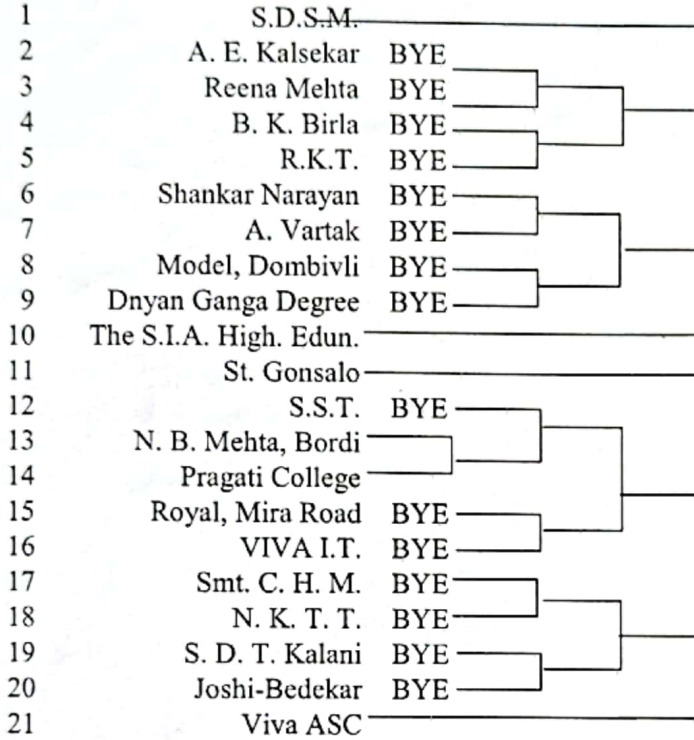 1 S.D.S.M.
2 A. E. Kalsekar BYE
3 Reena Mehta BYE
4 B. K. Birla BYE
5 R.K.T. BYE
6 Shankar Narayan BYE
7 A. Vartak BYE
8 Model, Dombivli BYE
9 Dnyan Ganga Degree BYE
10 The S.I.A. High. Edun.
11 St. Gonsalo
12 S.S.T. BYE
13 N. B. Mehta, Bordi
14 Pragati College
15 Royal, Mira Road BYE
16 VIVA I.T. BYE
17 Smt. C. H. M. BYE
18 N. K. T. T. BYE
19 S. D. T. Kalani BYE
20 Joshi-Bedekar BYE
21 Viva ASC